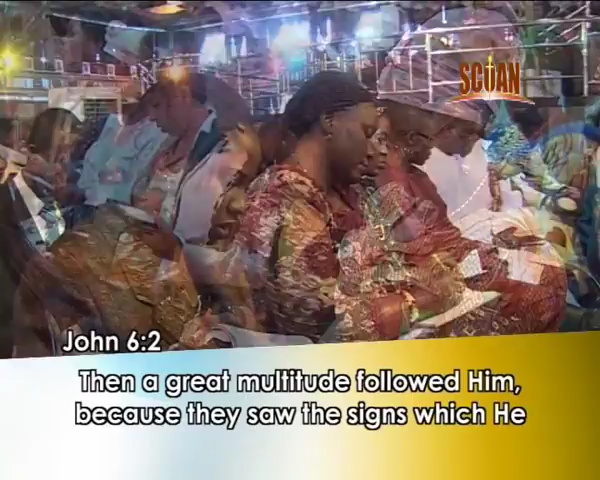 SCOAN
John 6:2
Then a great multitude followed Him,
because they saw the signs which He